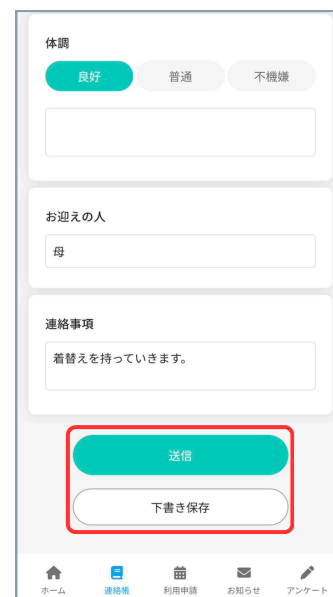 体調
良好 普通 不機嫌
お迎えの人
母
連絡事項
着替えを持っていきます。
送信
下書き保存
ホーム 連絡帳 利用申請 お知らせ アンケート